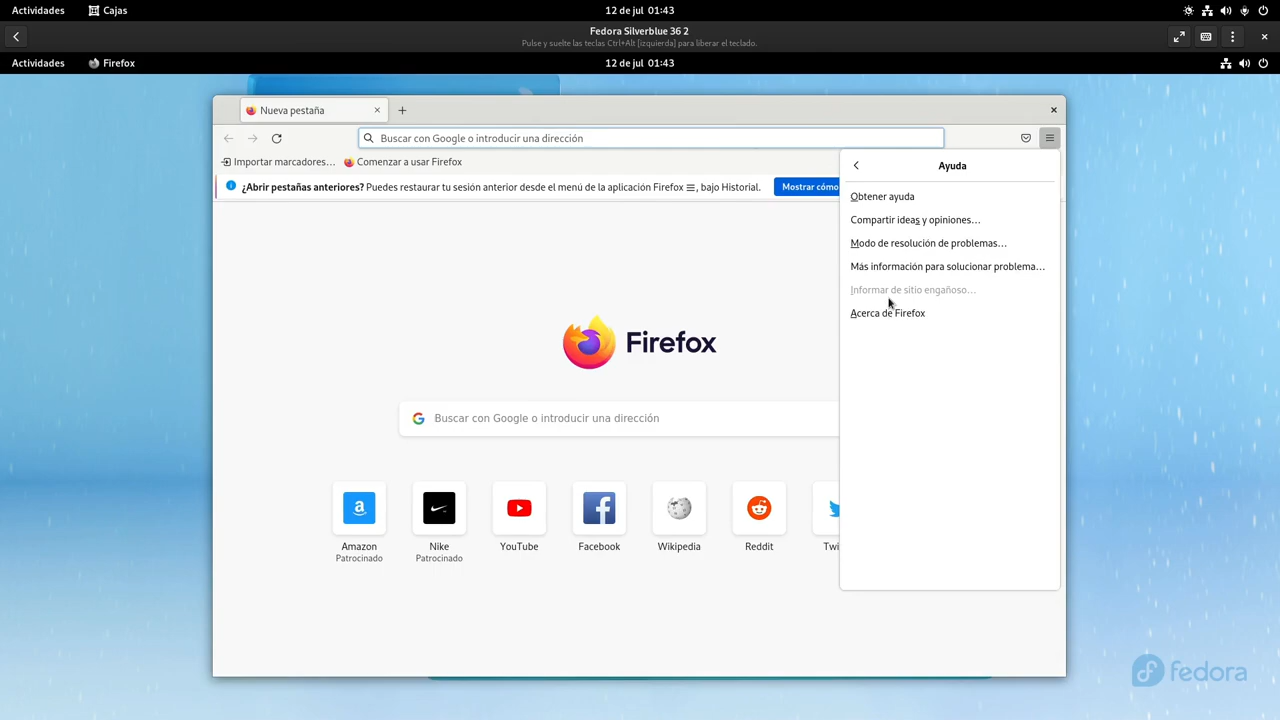 Actividades Cajas 12 de jul 01:43
Fedora Silverblue 36 2
Pulse y suelte las teclas Ctrl+Alt [izquierda] para liberar el teclado.
Actividades Firefox 12 de jul 01:43
Nueva pestaña
Buscar con Google o introducir una dirección
Importar marcadores… Comenzar a usar Firefox
Ayuda
¿Abrir pestañas anteriores? Puedes restaurar tu sesión anterior desde el menú de la aplicación Firefox ☰, bajo Historial. Mostrar cómo
Obtener ayuda
Compartir ideas y opiniones…
Modo de resolución de problemas…
Más información para solucionar problema…
Informar de sitio engañoso…
Acerca de Firefox
Firefox
Buscar con Google o introducir una dirección
Amazon Nike YouTube Facebook Wikipedia Reddit Twi
Patrocinado Patrocinado
fedora